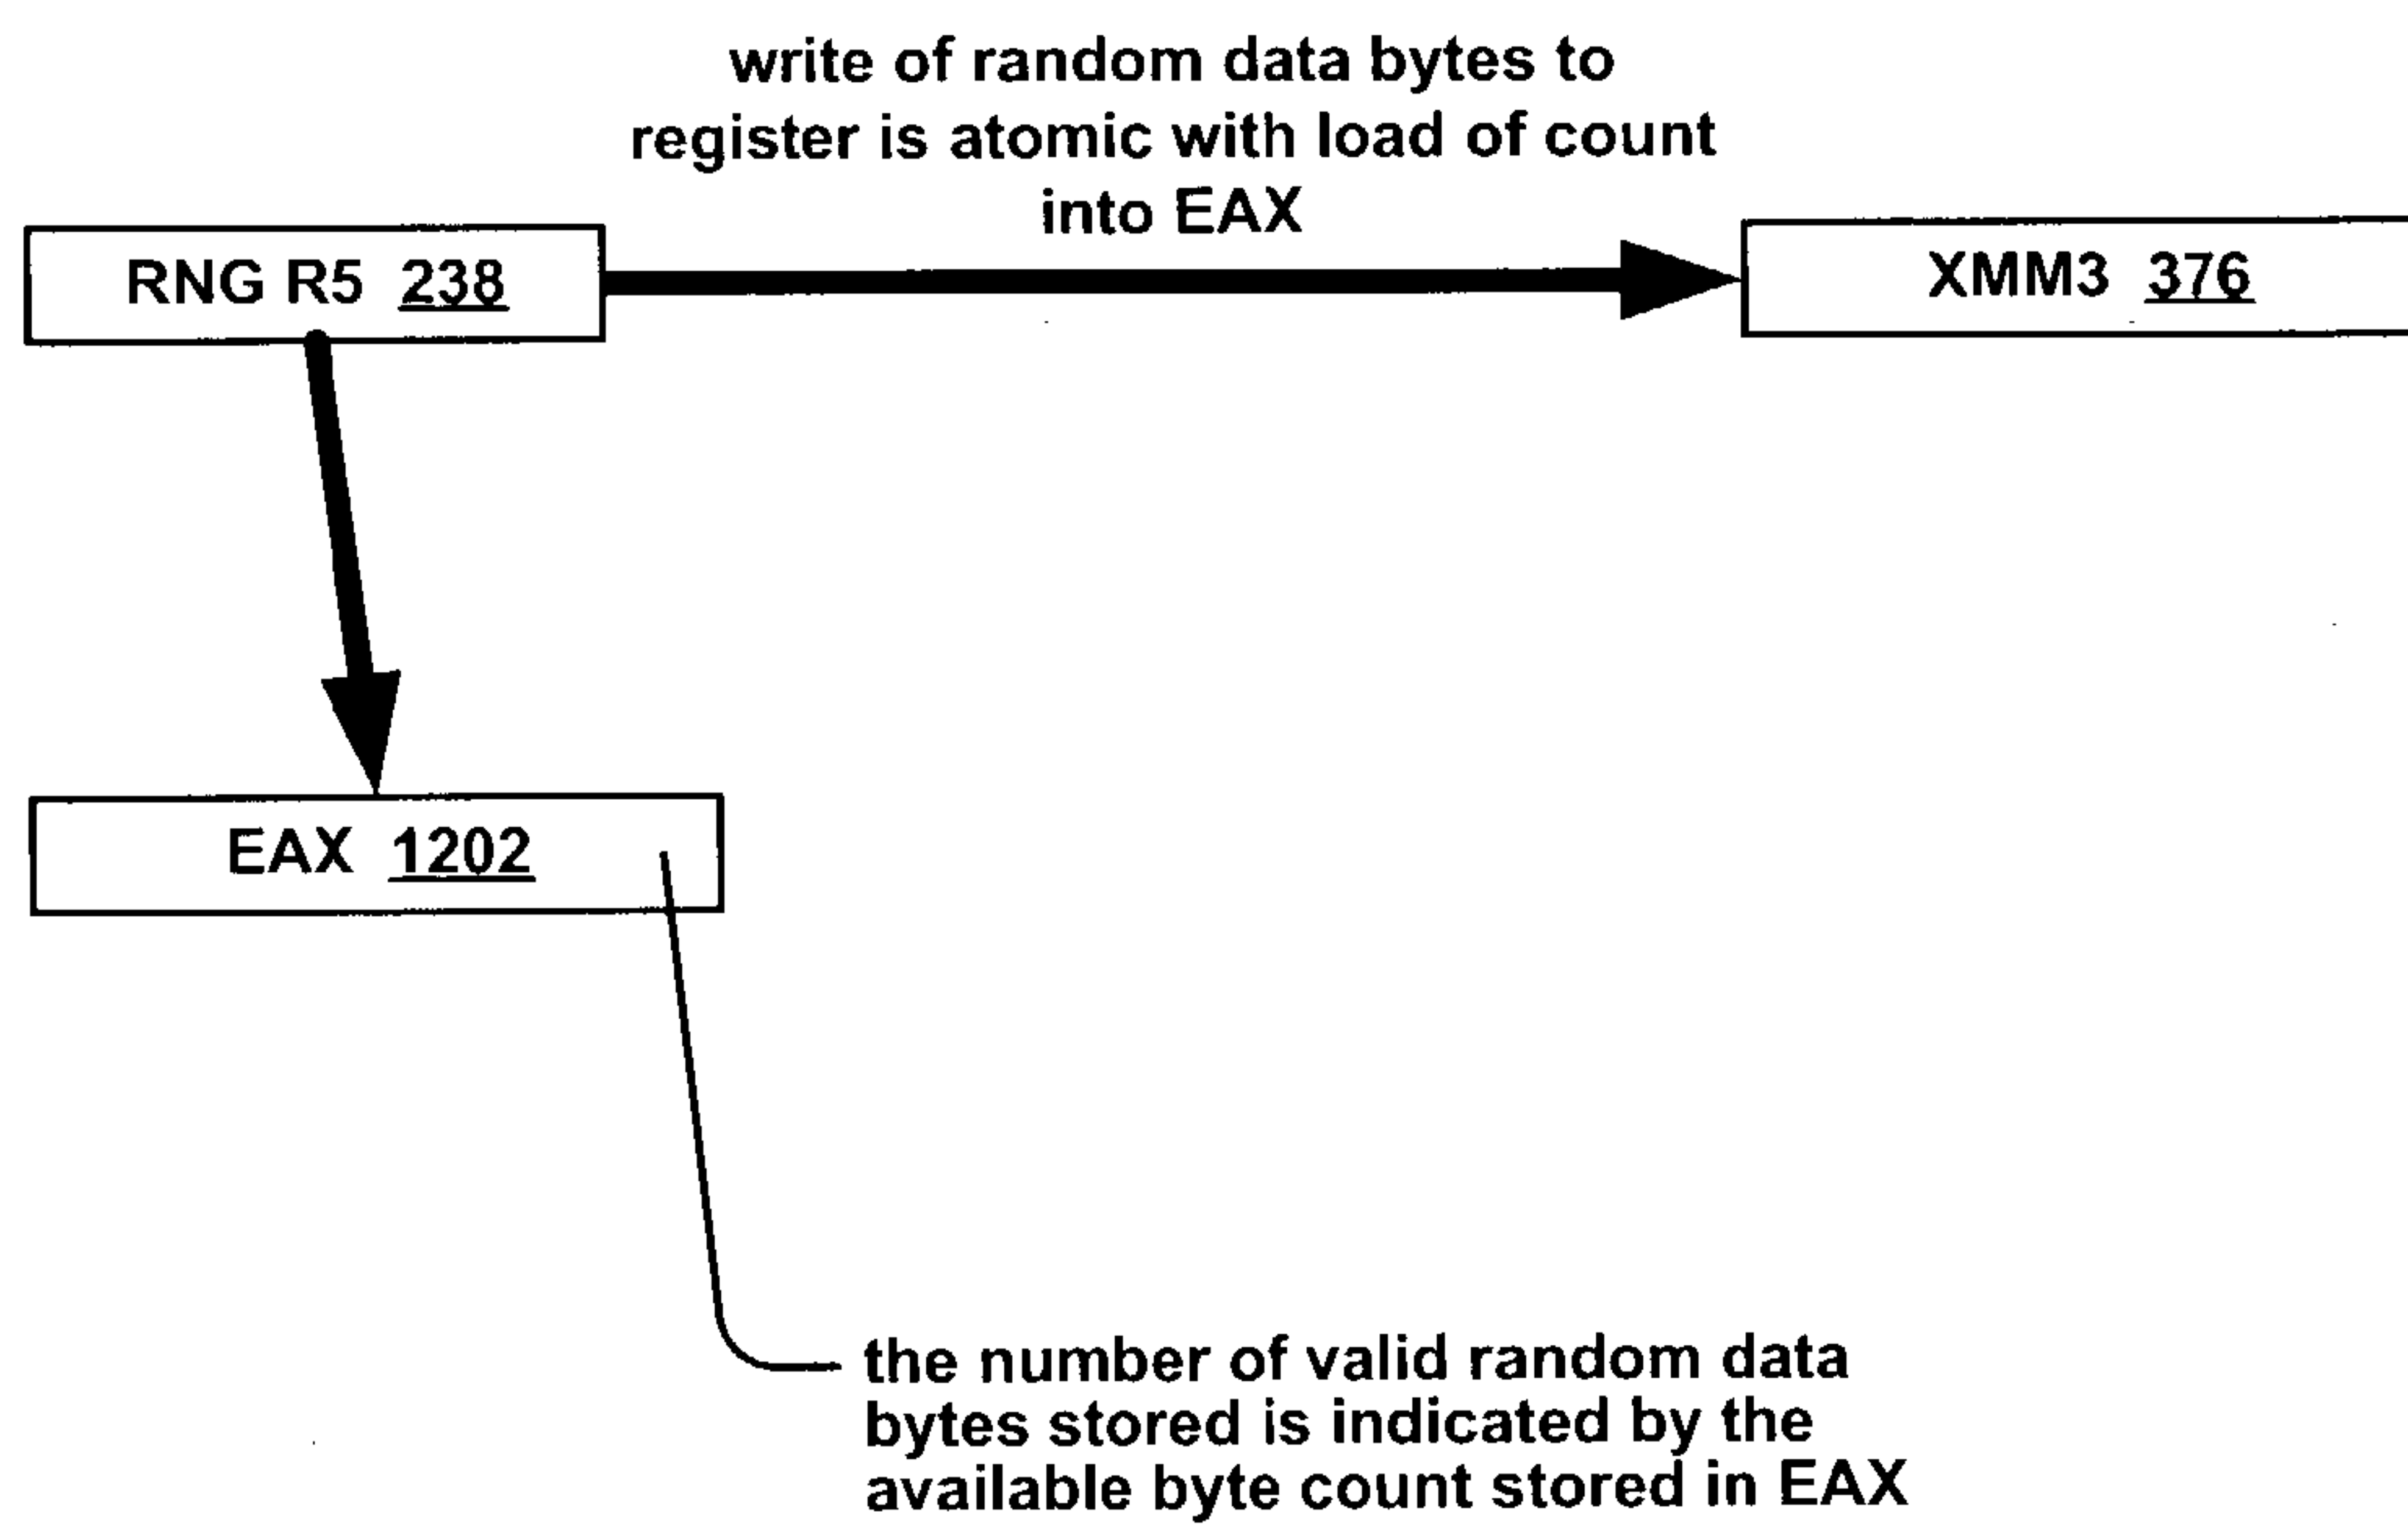 write of random data bytes to
register is atomic with load of count
into EAX
RNG R5 238
XMM3 376
EAX 1202
the number of valid random data
bytes stored is indicated by the
available byte count stored in EAX